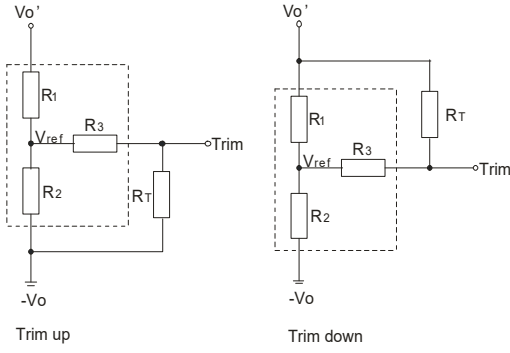 Vo'
R1
Vref
R3
Trim
R2
RT
-Vo
Trim up
Vo'
R1
RT
Vref
R3
Trim
R2
-Vo
Trim down